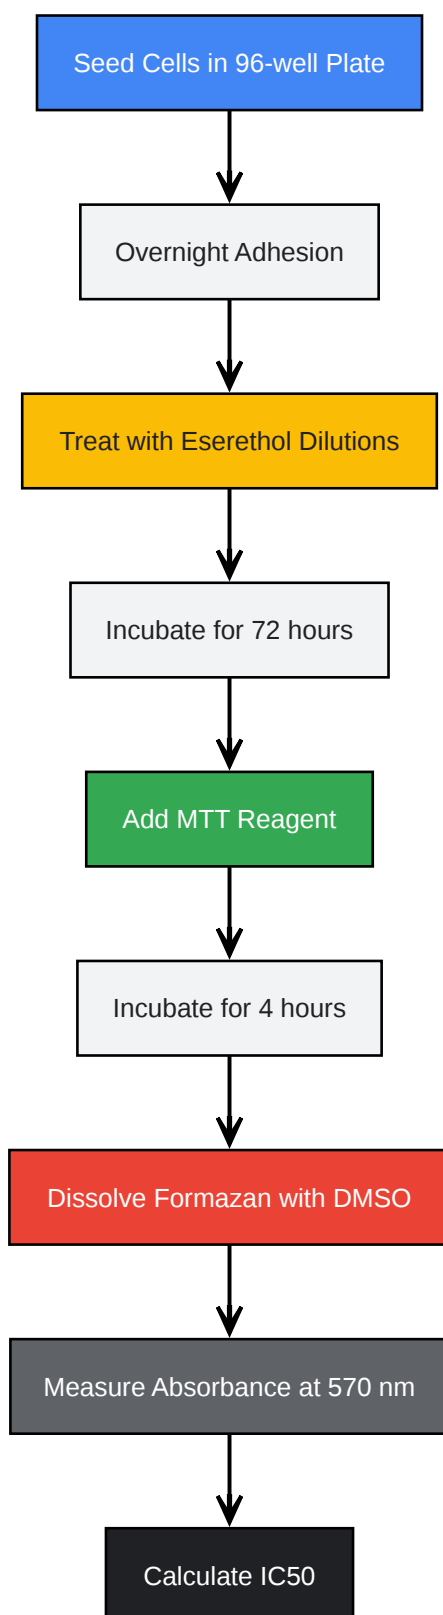 Seed Cells in 96-well Plate
Overnight Adhesion
Treat with Eserethol Dilutions
Incubate for 72 hours
Add MTT Reagent
Incubate for 4 hours
Dissolve Formazan with DMSO
Measure Absorbance at 570 nm
Calculate IC50